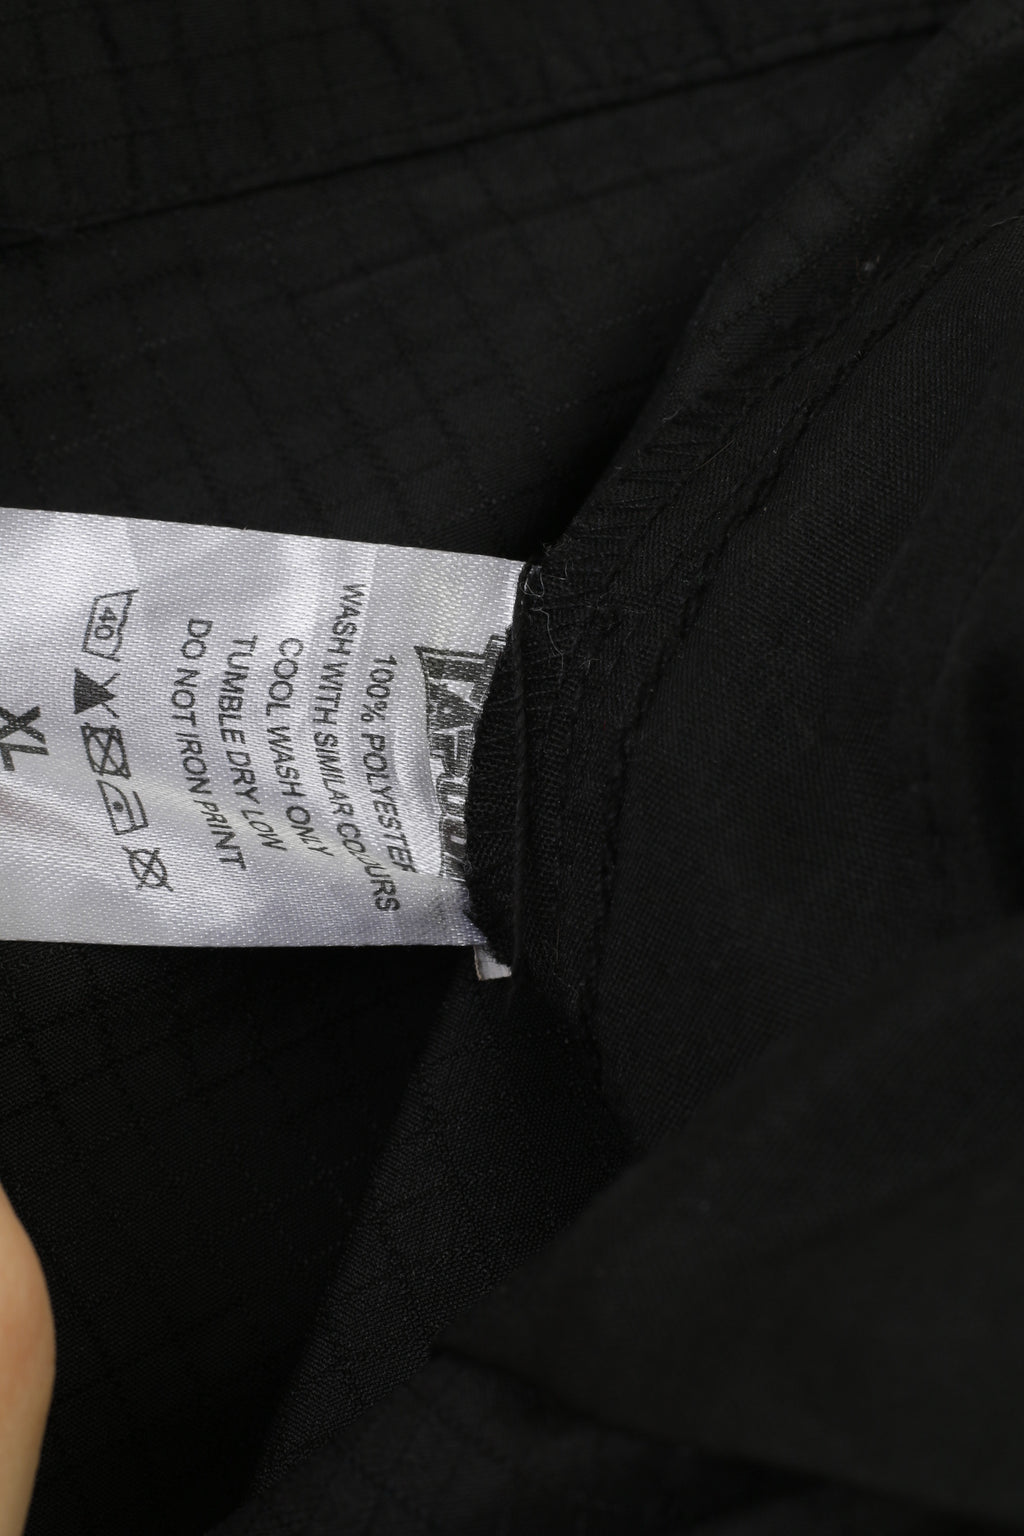 100% POLYESTER
WASH WITH SIMILAR COLOURS
COOL WASH ONLY
TUMBLE DRY LOW
DO NOT IRON PRINT
40
XL